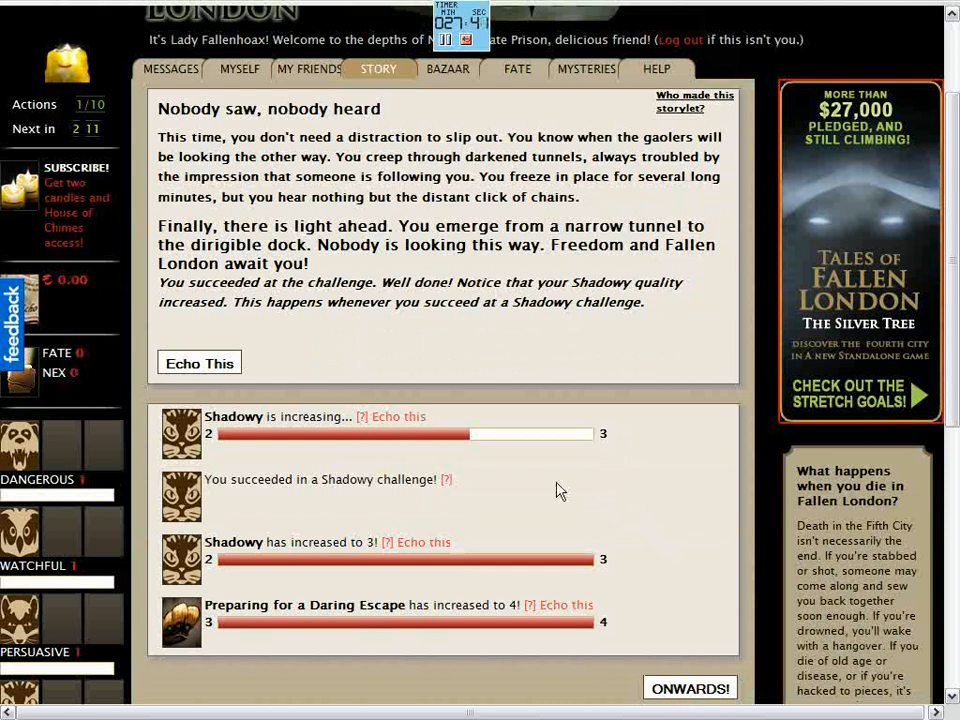 LONDON
TIMER
MIN SEC
027:41
It's Lady Fallenhoax! Welcome to the depths of N ate Prison, delicious friend! (Log out if this isn't you.)
MESSAGES
MYSELF
MY FRIENDS
STORY
BAZAAR
FATE
MYSTERIES
HELP
Actions 1/10
Next in 2 11
SUBSCRIBE!
Get two
candles and
House of
Chimes
access!
0.00
feedback
FATE 0
NEX 0
DANGEROUS 1
WATCHFUL 1
PERSUASIVE 1
Nobody saw, nobody heard
Who made this
storylet?
This time, you don't need a distraction to slip out. You know when the gaolers will
be looking the other way. You creep through darkened tunnels, always troubled by
the impression that someone is following you. You freeze in place for several long
minutes, but you hear nothing but the distant click of chains.
Finally, there is light ahead. You emerge from a narrow tunnel to
the dirigible dock. Nobody is looking this way. Freedom and Fallen
London await you!
You succeeded at the challenge. Well done! Notice that your Shadowy quality
increased. This happens whenever you succeed at a Shadowy challenge.
Echo This
Shadowy is increasing... [?] Echo this
2 3
You succeeded in a Shadowy challenge! [?]
Shadowy has increased to 3! [?] Echo this
2 3
Preparing for a Daring Escape has increased to 4! [?] Echo this
3 4
ONWARDS!
MORE THAN
$27,000
PLEDGED, AND
STILL CLIMBING!
TALES OF
FALLEN
LONDON
THE SILVER TREE
DISCOVER THE FOURTH CITY
IN A NEW STANDALONE GAME
CHECK OUT THE
STRETCH GOALS!
What happens
when you die in
Fallen London?
Death in the Fifth City
isn't necessarily the
end. If you're stabbed
or shot, someone may
come along and sew
you back together
soon enough. If you're
drowned, you'll wake
with a hangover. If you
die of old age or
disease, or if you're
hacked to pieces, it's